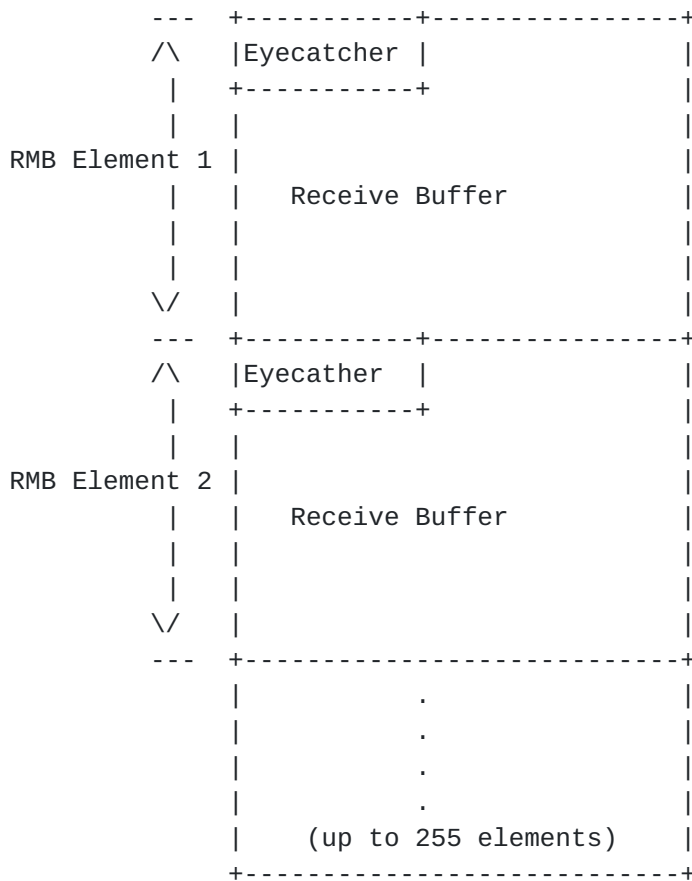 Eyecatcher
RMB Element 1
Receive Buffer
Eyecather
RMB Element 2
Receive Buffer
.
.
.
.
(up to 255 elements)